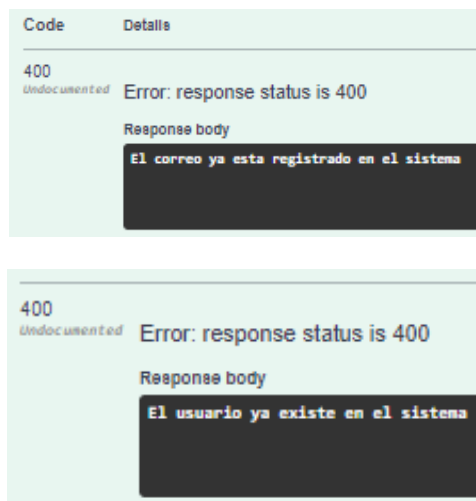 Code Details
400
Undocumented
Error: response status is 400
Response body
El correo ya esta registrado en el sistema
400
Undocumented
Error: response status is 400
Response body
El usuario ya existe en el sistema